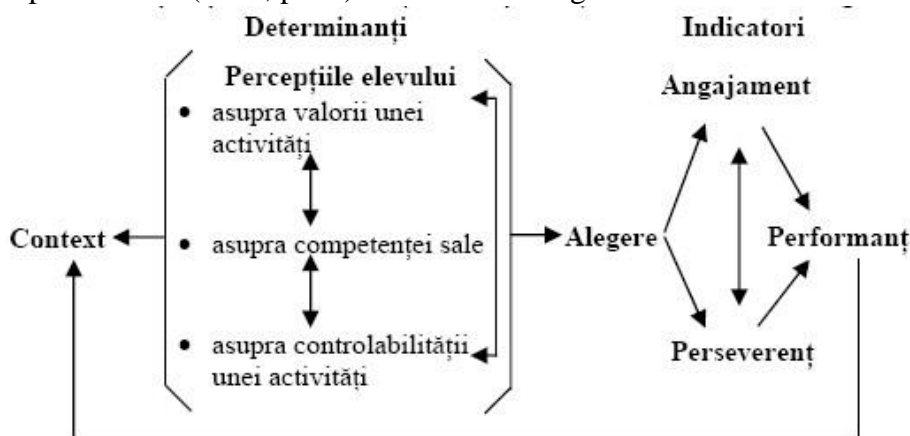 Determinanți
Indicatori
Percepțiile elevului
• asupra valorii unei
activități
• asupra competenței sale
• asupra controlabilității
unei activități
Context
Alegere
Angajament
Performanț
Perseverenț